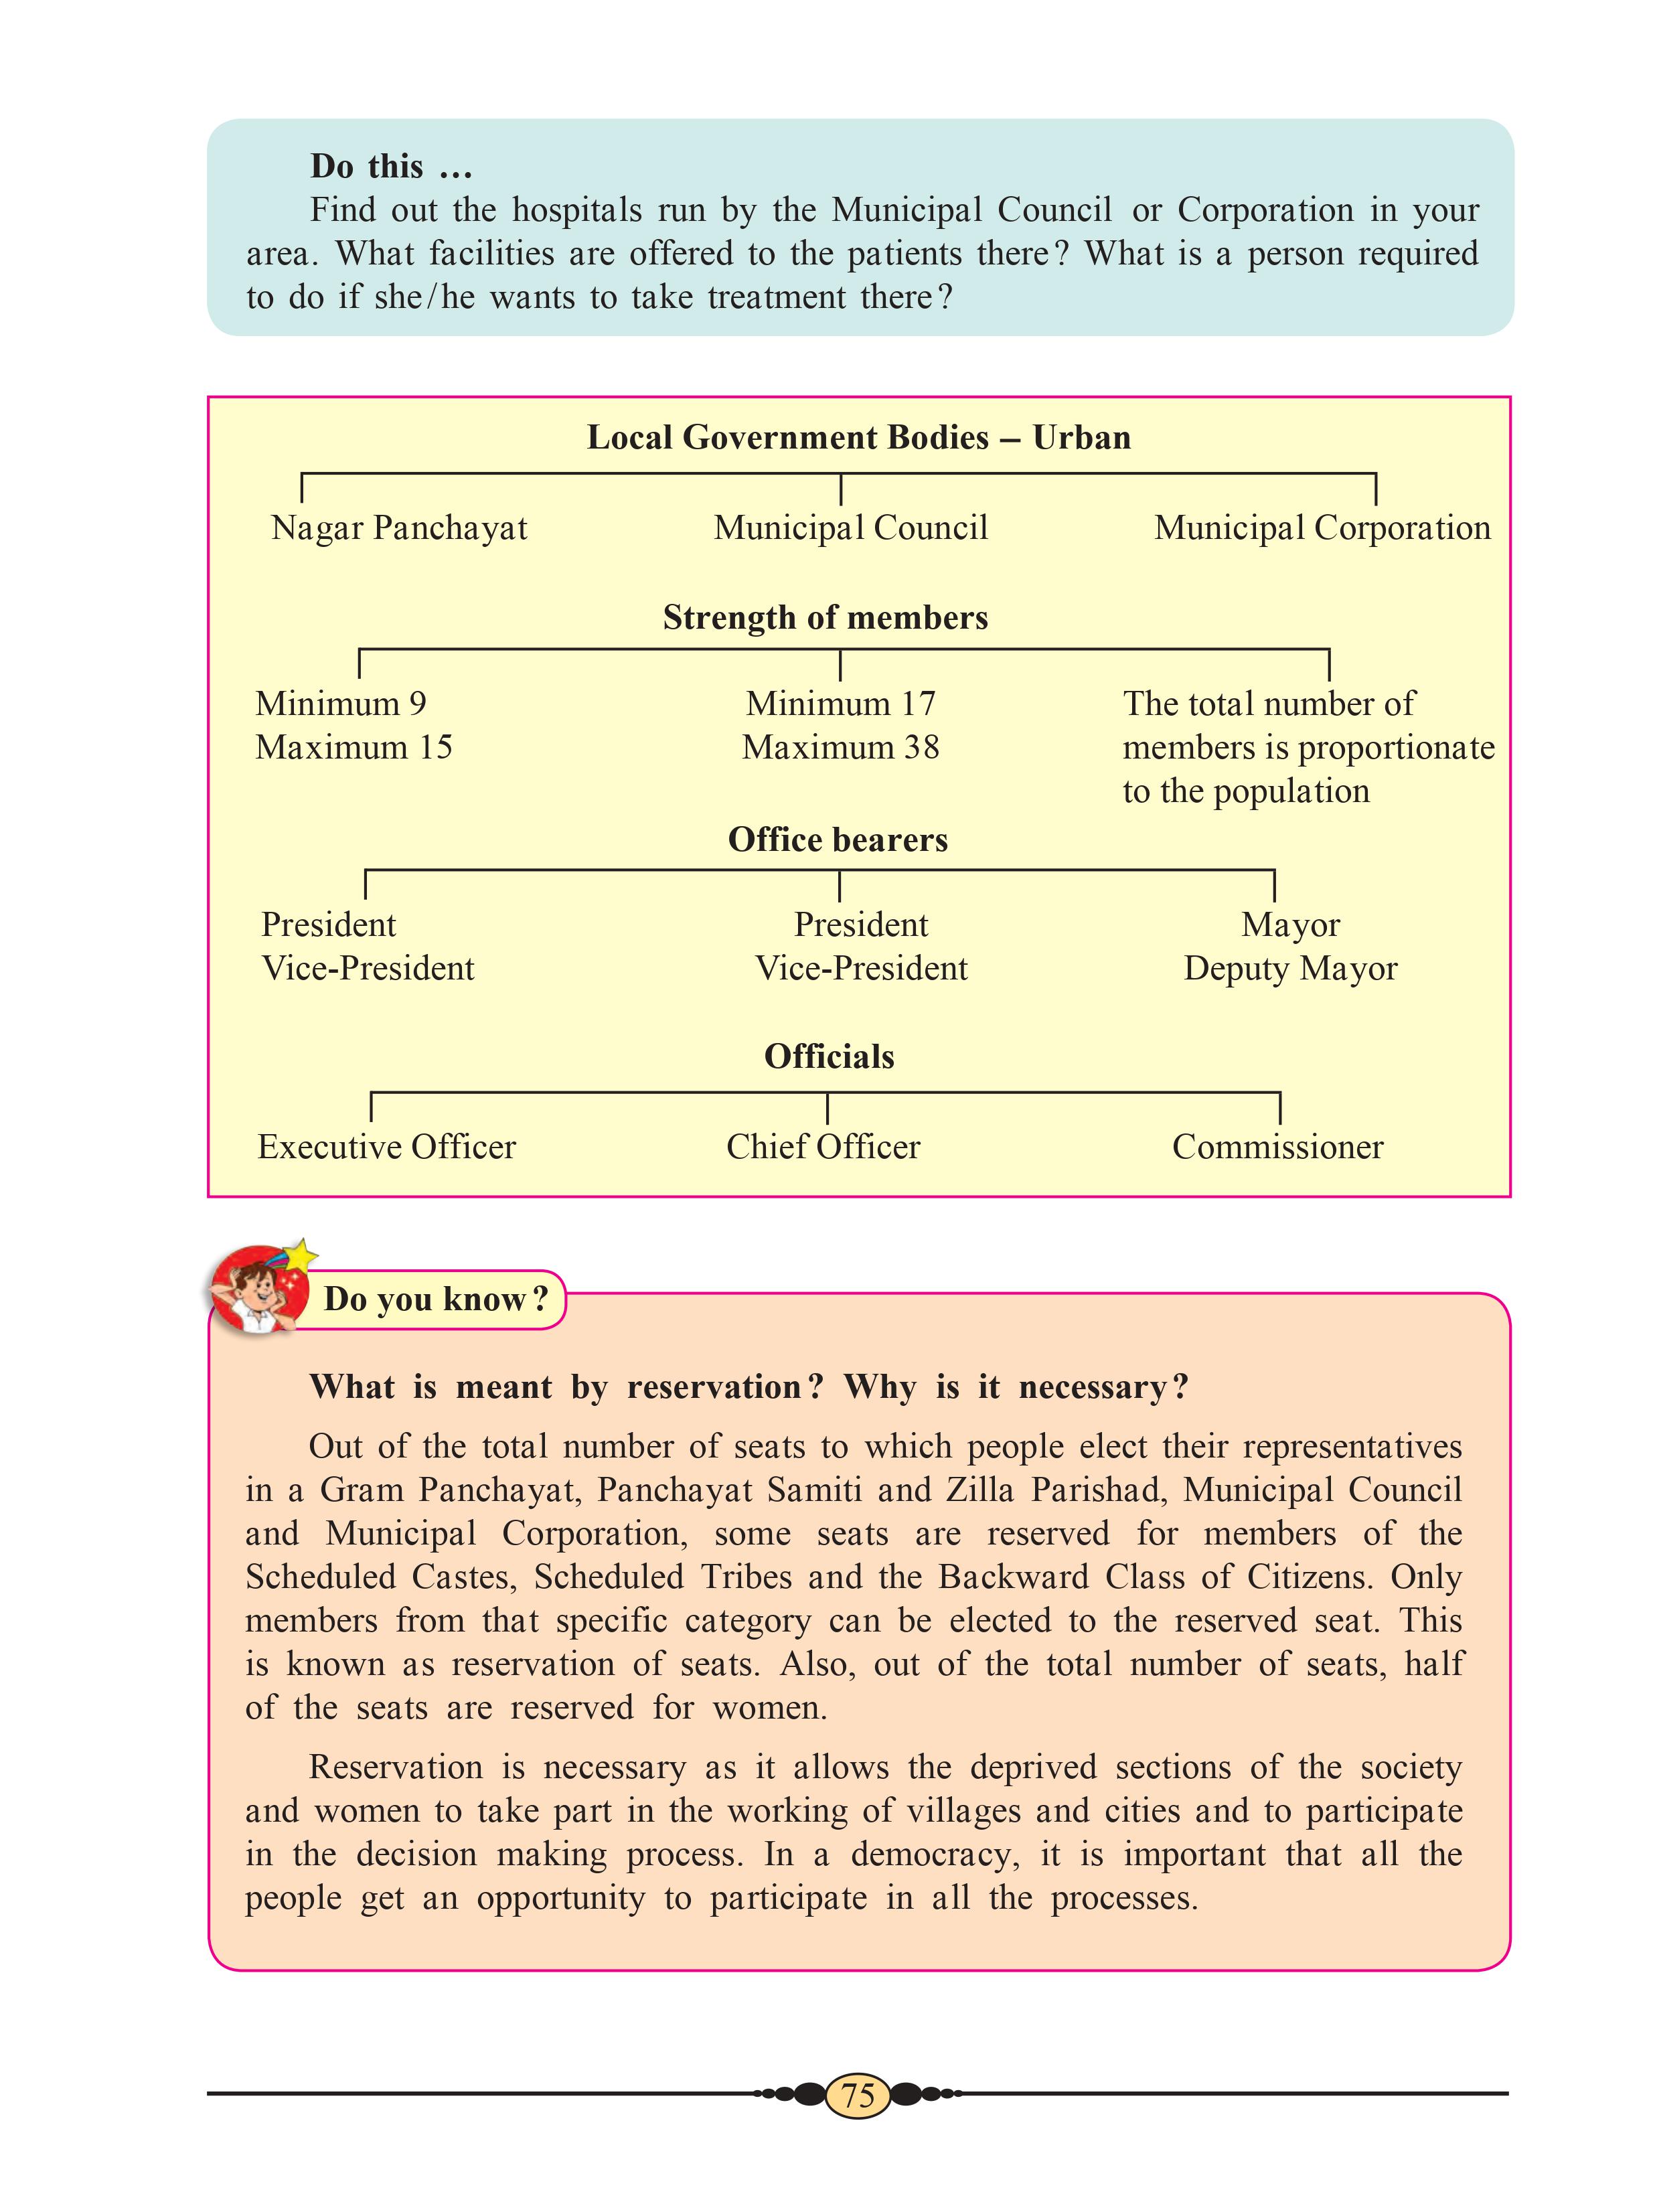 Do this ...
Find out the hospitals run by the Municipal Council or Corporation in your
area. What facilities are offered to the patients there? What is a person required
to do if she/he wants to take treatment there?
Local Government Bodies – Urban
Nagar Panchayat Municipal Council Municipal Corporation
Strength of members
Minimum 9 Minimum 17 The total number of
Maximum 15 Maximum 38 members is proportionate
to the population
Office bearers
President President Mayor
Vice-President Vice-President Deputy Mayor
Officials
Executive Officer Chief Officer Commissioner
Do you know?
What is meant by reservation? Why is it necessary?
Out of the total number of seats to which people elect their representatives
in a Gram Panchayat, Panchayat Samiti and Zilla Parishad, Municipal Council
and Municipal Corporation, some seats are reserved for members of the
Scheduled Castes, Scheduled Tribes and the Backward Class of Citizens. Only
members from that specific category can be elected to the reserved seat. This
is known as reservation of seats. Also, out of the total number of seats, half
of the seats are reserved for women.
Reservation is necessary as it allows the deprived sections of the society
and women to take part in the working of villages and cities and to participate
in the decision making process. In a democracy, it is important that all the
people get an opportunity to participate in all the processes.
75